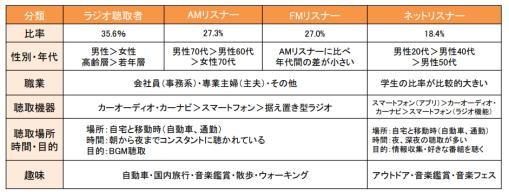 分類 ラジオ聴取者 AMリスナー FMリスナー ネットリスナー
比率 35.6% 27.3% 27.0% 18.4%
性別・年代 男性>女性 男性70代>男性60代 AMリスナーに比べ 男性20代>男性40代
高齢層>若年層 >女性70代 年代間の差が小さい >男性50代
職業 会社員(事務系)・専業主婦(主夫)・その他 学生の比率が比較的大きい
聴取機器 カーオーディオ・カーナビ>スマートフォン>据え置き型ラジオ スマートフォン(アプリ)>カーオーディオ・
カーナビ>スマートフォン(ラジオ機能)
聴取場所 場所:自宅と移動時(自動車、通勤) 場所:自宅と移動時(自動車、通勤)
時間・目的 時間:朝から夜までコンスタントに聴かれている 時間:夜、深夜の聴取が多い
目的:BGM聴取 目的:情報収集・好きな番組を聴く
趣味 自動車・国内旅行・音楽鑑賞・散歩・ウォーキング アウトドア・音楽鑑賞・音楽フェス